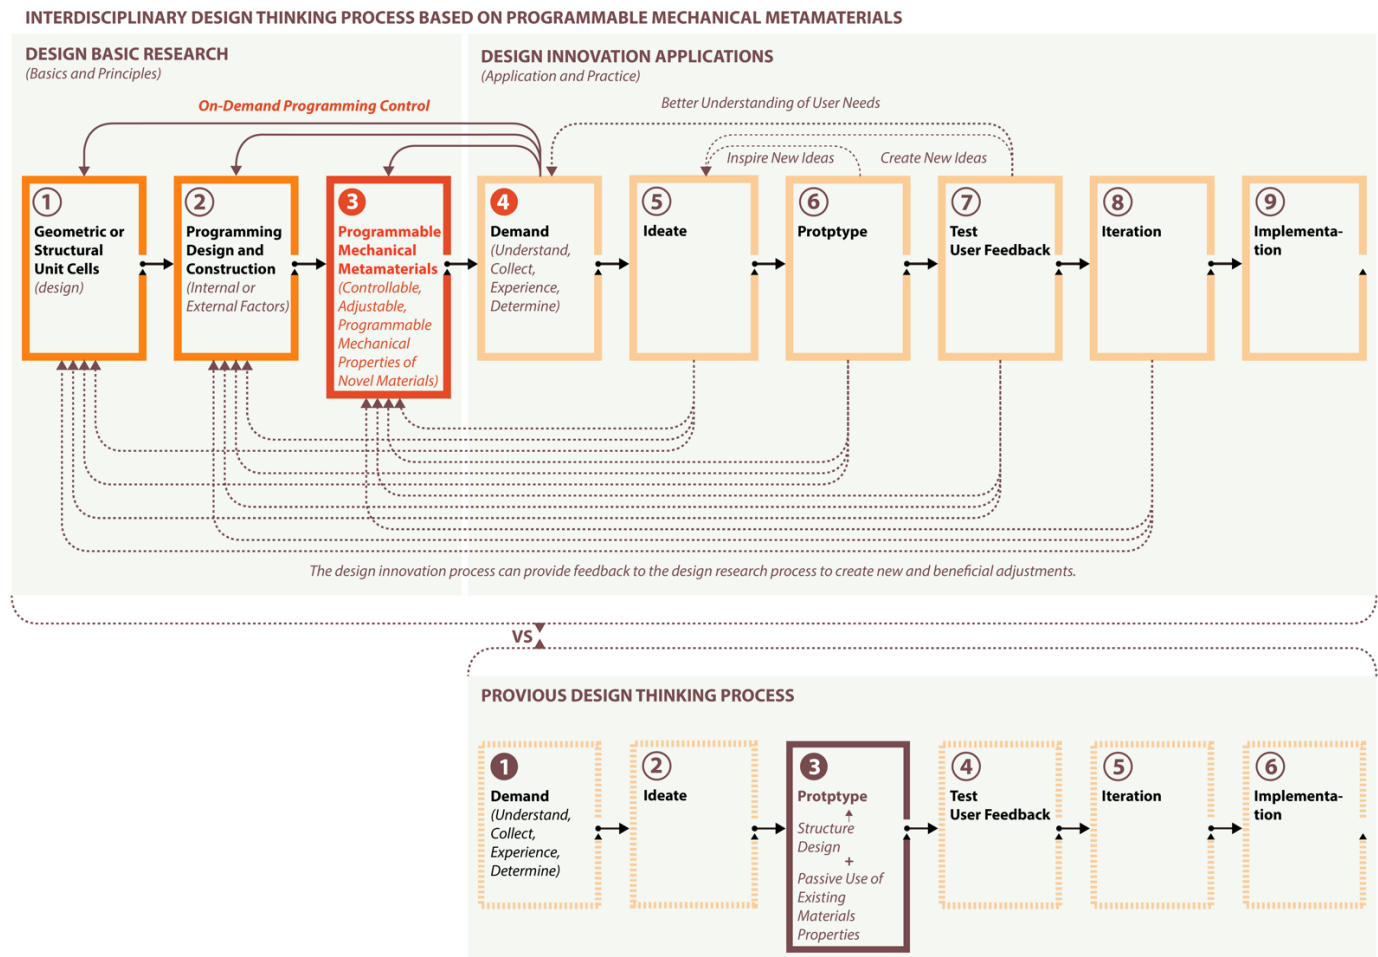 INTERDISCIPLINARY DESIGN THINKING PROCESS BASED ON PROGRAMMABLE MECHANICAL METAMATERIALS
DESIGN BASIC RESEARCH
(Basics and Principles)
DESIGN INNOVATION APPLICATIONS
(Application and Practice)
On-Demand Programming Control
Better Understanding of User Needs
Inspire New Ideas
Create New Ideas
1
Geometric or
Structural
Unit Cells
(design)
2
Programming
Design and
Construction
(Internal or
External Factors)
3
Programmable
Mechanical
Metamaterials
(Controllable,
Adjustable,
Programmable
Mechanical
Properties of
Novel Materials)
4
Demand
(Understand,
Collect,
Experience,
Determine)
5
Ideate
6
Protptype
7
Test
User Feedback
8
Iteration
9
Implementa-
tion
The design innovation process can provide feedback to the design research process to create new and beneficial adjustments.
VS
PROVIOUS DESIGN THINKING PROCESS
1
Demand
(Understand,
Collect,
Experience,
Determine)
2
Ideate
3
Protptype
Structure
Design
+
Passive Use of
Existing
Materials
Properties
4
Test
User Feedback
5
Iteration
6
Implementa-
tion